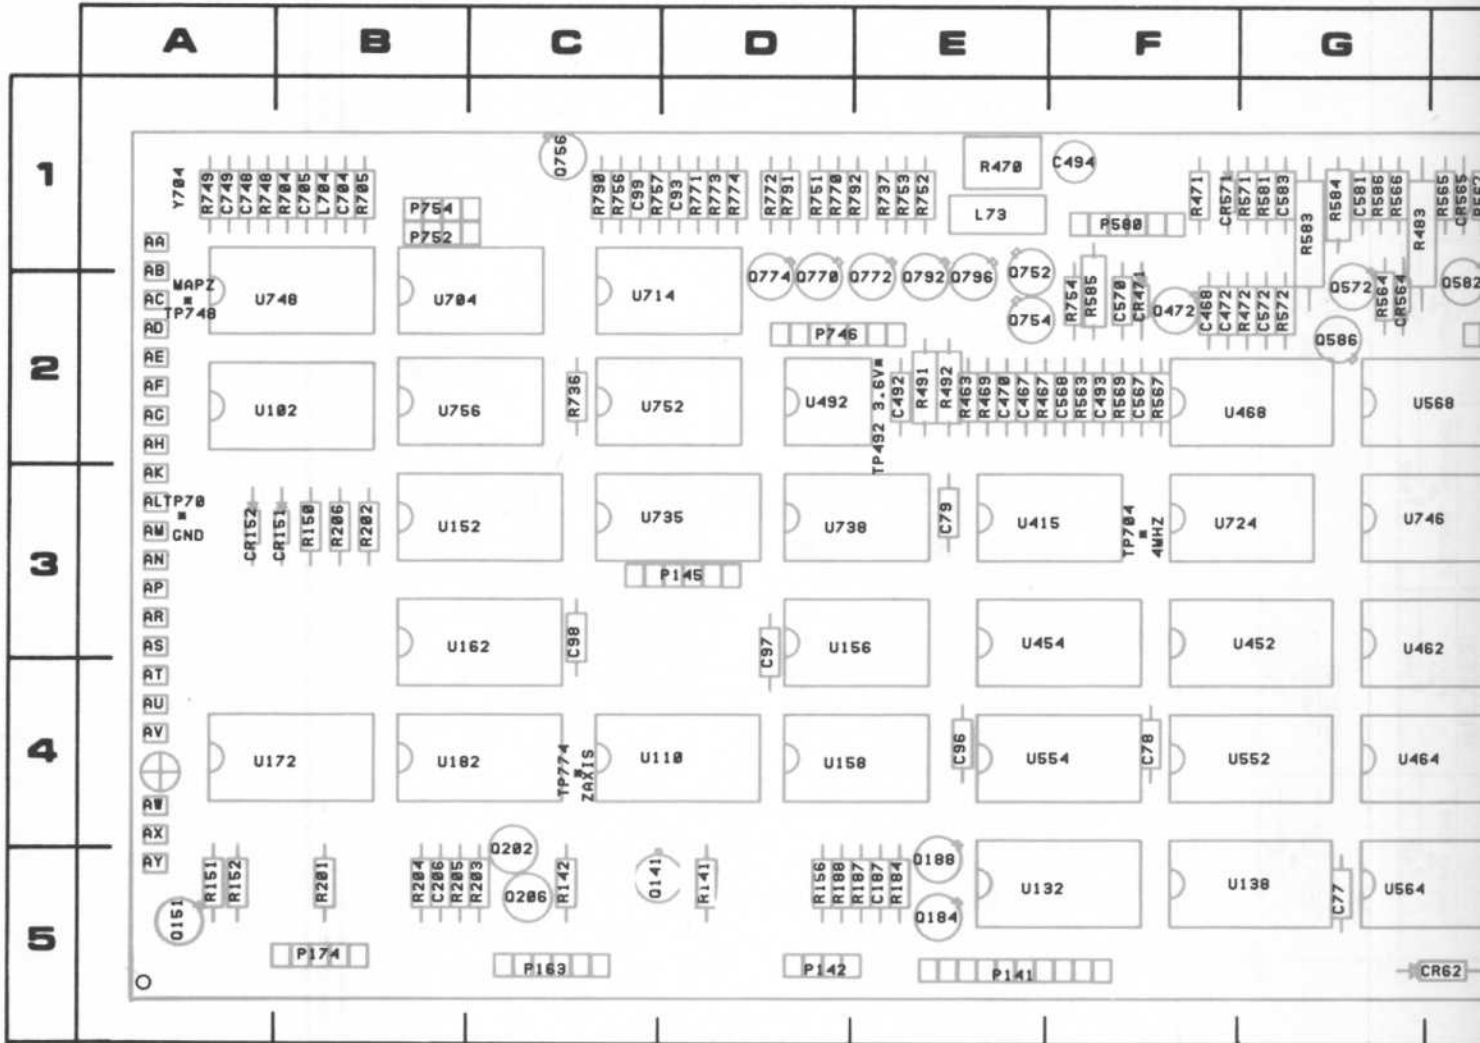 A B C D E F G
1
Y704 R749 C749 C748 R748 R704 C705 L704 C704 R705
P754
P752
Q756
R790 R756 C99 R757 C93 R771 R773 R774 R772 R791 R751 R770 R792 R737 R753 R752
R470
L73
C494
P580
R471 CR571 R571 R581 C583 R583 R584 C581 R586 R566 R483 R565 CR565
AA
AB
AC
AD
MAPZ
TP748
U748 U704 U714
Q774 Q770 Q772 Q792 Q796 Q752
Q754
R754 R585 C570 CR471 Q472 C468 C472 R472 C572 R572
Q572 R564 CR564 Q582
P746
Q586
2
AE
AF
AG
AH
U102 U756 R736 U752 U492
TP492 3.6V
C492 R491 R492 R463 R469 C470 C467 R467 C568 R563 C493 R569 C567 R567
U468 U568
AK
AL
AM
AN
TP70
GND
CR152 CR151 R150 R206 R202
U152 U735 U738 C79 U415
TP704
4MHZ
U724 U746
3
P145
AP
AR
AS
U162 C98 C97 U156 U454 U452 U462
AT
AU
AV
4
U172 U182
TP774
ZAXIS
U110 U158 C96 U554 C78 U552 U464
AW
AX
AY
R151 R152 R201 R204 C206 R205 R203
Q202
Q206
R142 Q141 R141
R156 R188 R187 C187 R184
Q188
Q184
U132 U138 C77 U564
Q151
5
P174 P163 P142 P141 CR62